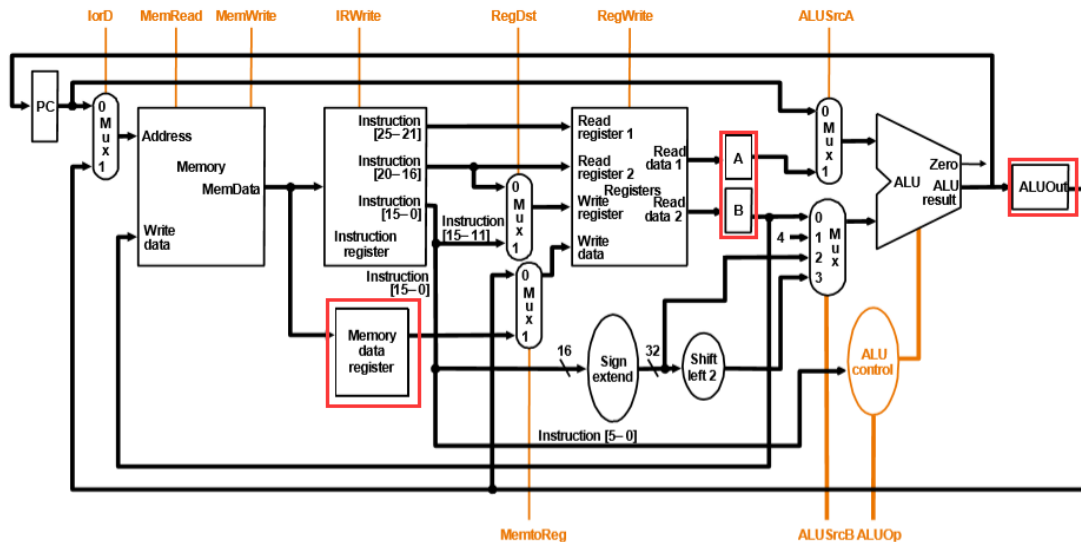 IorD MemRead MemWrite IRWrite RegDst RegWrite ALUSrcA
PC
0
M
u
x
1
Address
Memory
MemData
Write
data
Instruction
[25–21]
Instruction
[20–16]
Instruction
[15–0]
Instruction
register
Instruction
[15–11]
0
M
u
x
1
Instruction
[15–0]
0
M
u
x
1
Memory
data
register
Read
register 1
Read
register 2
Write
register
Write
data
Registers
Read
data 1
Read
data 2
A
B
0
M
u
x
1
4
0
1
2
3
M
u
x
ALU
Zero
ALU
result
ALUOut
16
Sign
extend
32
Shift
left 2
ALU
control
Instruction [5–0]
MemtoReg ALUSrcB ALUOp